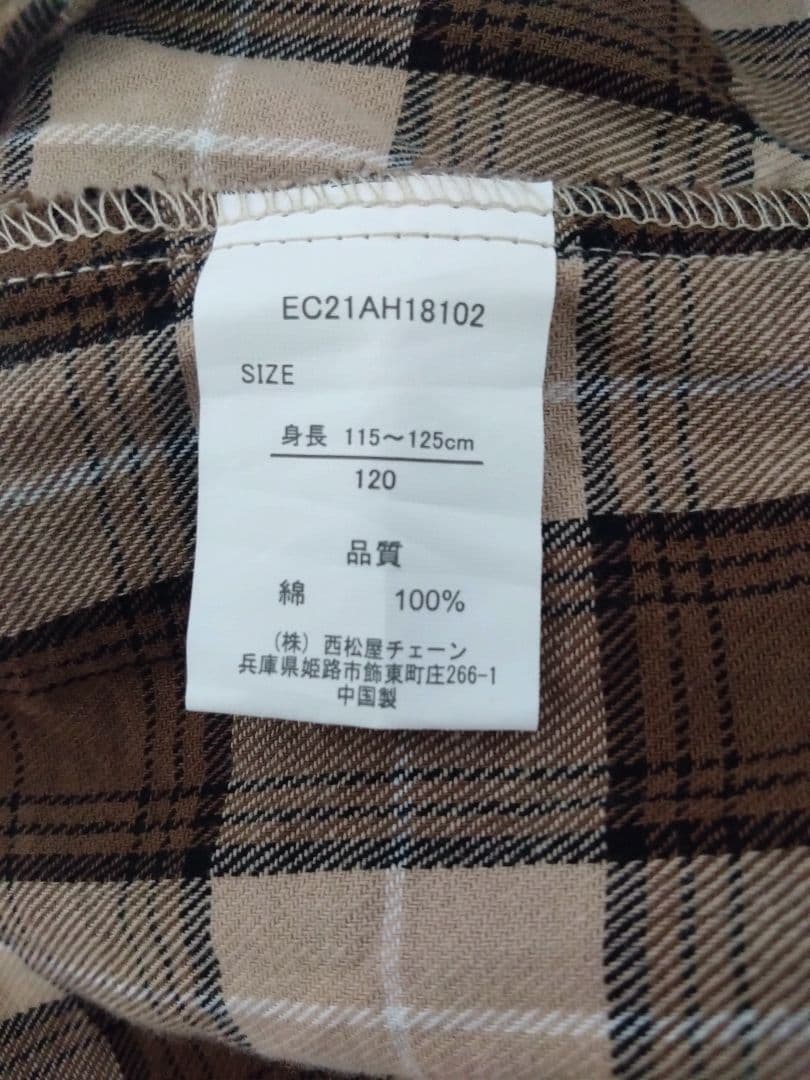 EC21AH18102
SIZE
身長 115～125cm
120
品質
綿 100%
(株) 西松屋チェーン
兵庫県姫路市飾東町庄266-1
中国製